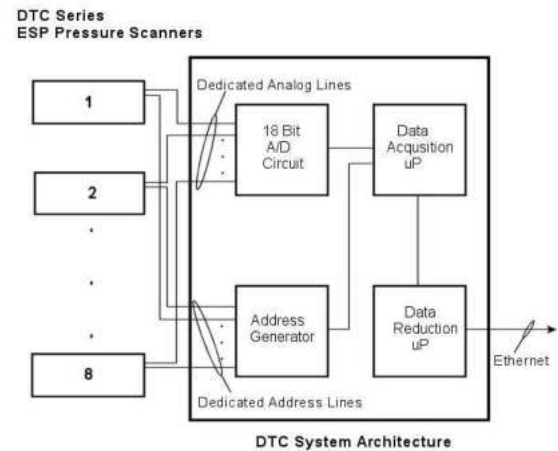 DTC Series
ESP Pressure Scanners
Dedicated Analog Lines
1
18 Bit
A/D
Circuit
Data
Acqusition
uP
2
8
Address
Generator
Data
Reduction
uP
Ethernet
Dedicated Address Lines
DTC System Architecture